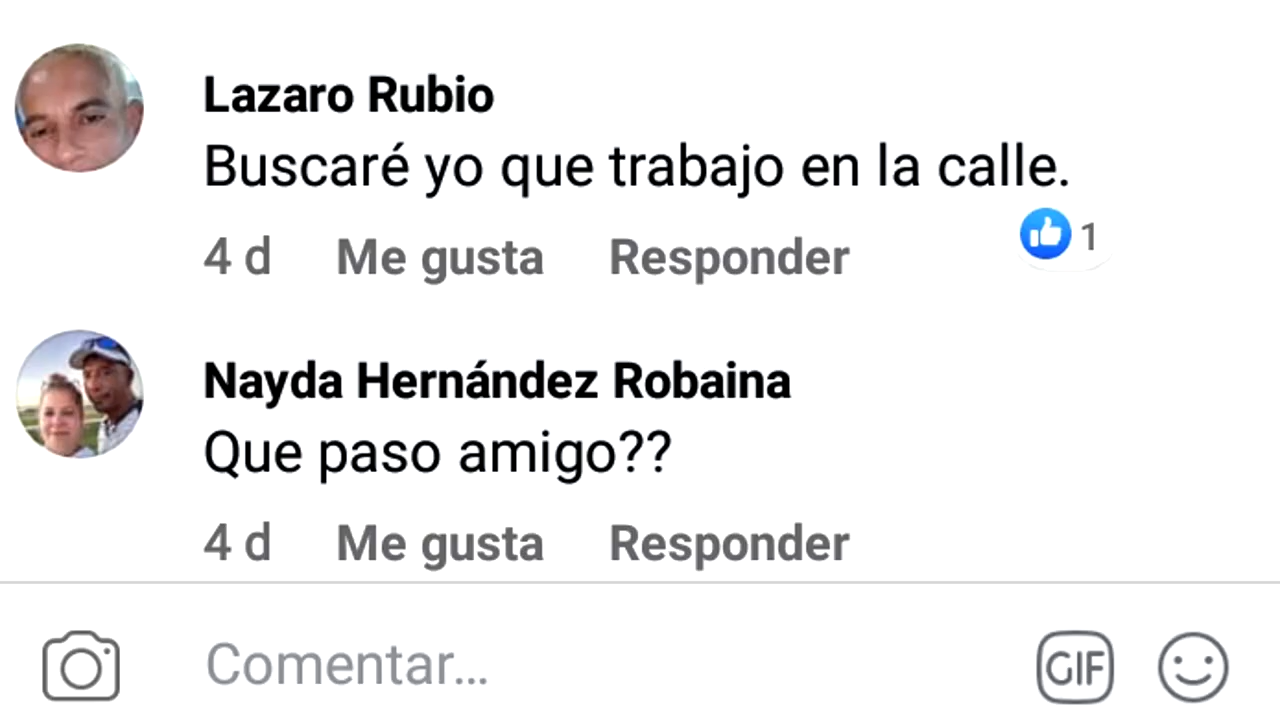 Lazaro Rubio
Buscaré yo que trabajo en la calle.
4 d Me gusta Responder 1
Nayda Hernández Robaina
Que paso amigo??
4 d Me gusta Responder
Comentar... GIF